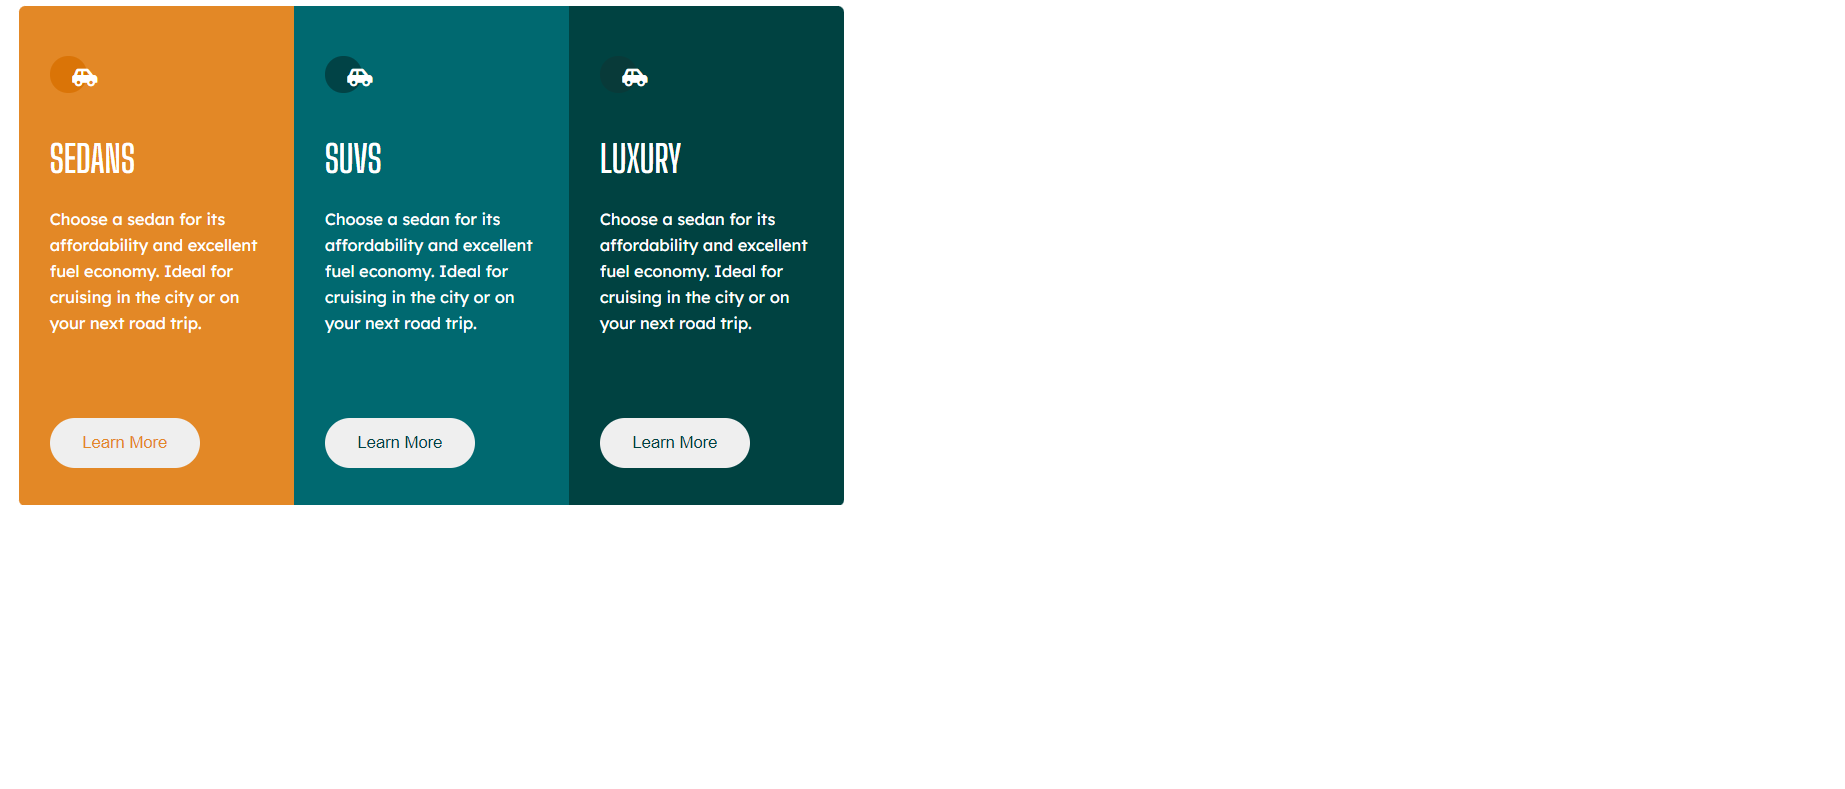 SEDANS
Choose a sedan for its
affordability and excellent
fuel economy. Ideal for
cruising in the city or on
your next road trip.
Learn More
SUVS
Choose a sedan for its
affordability and excellent
fuel economy. Ideal for
cruising in the city or on
your next road trip.
Learn More
LUXURY
Choose a sedan for its
affordability and excellent
fuel economy. Ideal for
cruising in the city or on
your next road trip.
Learn More